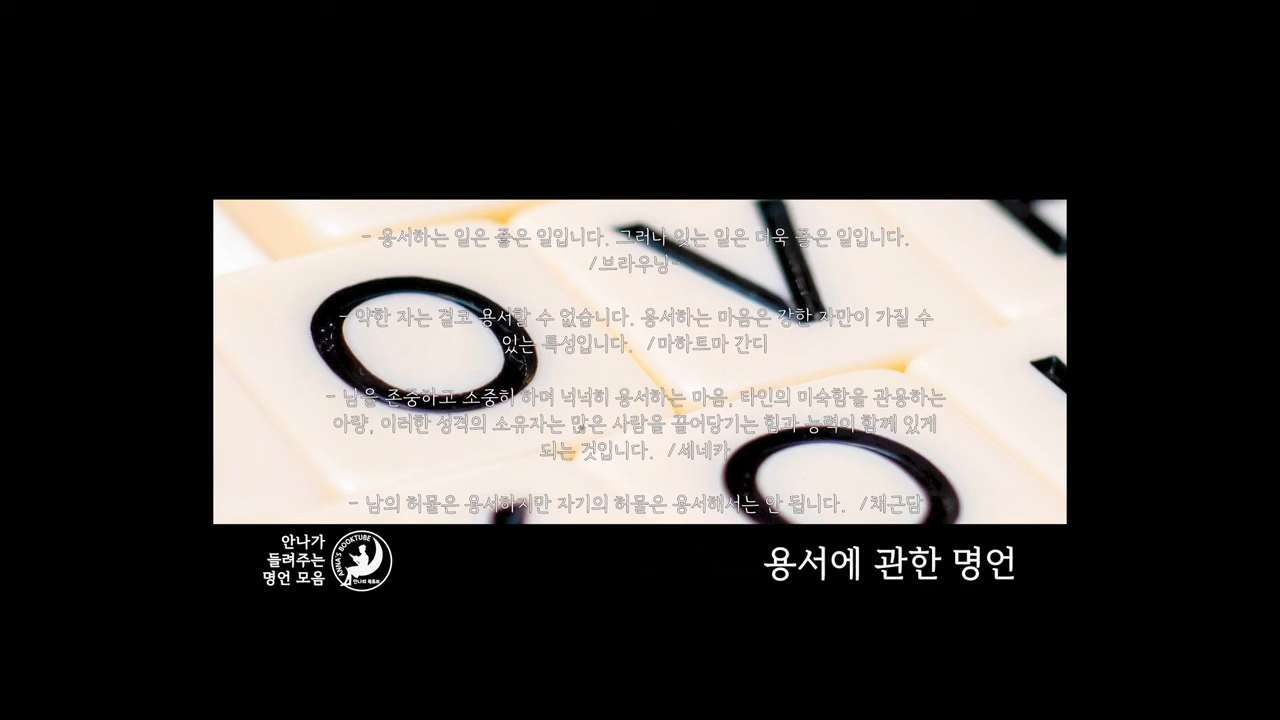 - 용서하는 일은 좋은 일입니다. 그러나 잊는 일은 더욱 좋은 일입니다.
/브라우닝-
- 약한 자는 결코 용서할 수 없습니다. 용서하는 마음은 강한 자만이 가질 수
있는 특성입니다. /마하트마 간디
- 남을 존중하고 소중히 하며 넉넉히 용서하는 마음, 타인의 미숙함을 관용하는
아량, 이러한 성격의 소유자는 많은 사람을 끌어당기는 힘과 능력이 함께 있게
되는 것입니다. /세네카
- 남의 허물은 용서하지만 자기의 허물은 용서해서는 안 됩니다. /채근담
O V
O
안나가
들려주는
명언 모음
ANNA'S BOOKTUBE
안나의 북튜브
용서에 관한 명언